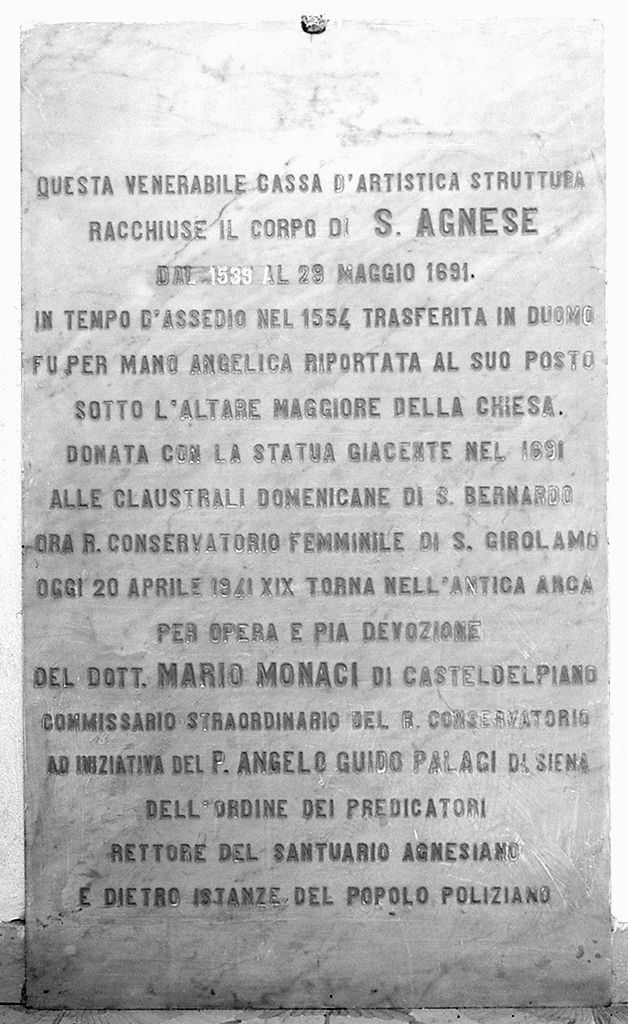 QUESTA VENERABILE CASSA D'ARTISTICA STRUTTURA
RACCHIUSE IL CORPO DI S. AGNESE
DAL 1539 AL 29 MAGGIO 1691.
IN TEMPO D'ASSEDIO NEL 1554 TRASFERITA IN DUOMO
FU PER MANO ANGELICA RIPORTATA AL SUO POSTO
SOTTO L'ALTARE MAGGIORE DELLA CHIESA.
DONATA CON LA STATUA GIACENTE NEL 1691
ALLE CLAUSTRALI DOMENICANE DI S. BERNARDO
ORA R. CONSERVATORIO FEMMINILE DI S. GIROLAMO
OGGI 20 APRILE 1941 XIX TORNA NELL'ANTICA ARCA
PER OPERA E PIA DEVOZIONE
DEL DOTT. MARIO MONACI DI CASTELDELPIANO
COMMISSARIO STRAORDINARIO DEL R. CONSERVATORIO
AD INIZIATIVA DEL P. ANGELO GUIDO PALACI DI SIENA
DELL'ORDINE DEI PREDICATORI
RETTORE DEL SANTUARIO AGNESIANO
E DIETRO ISTANZE DEL POPOLO POLIZIANO